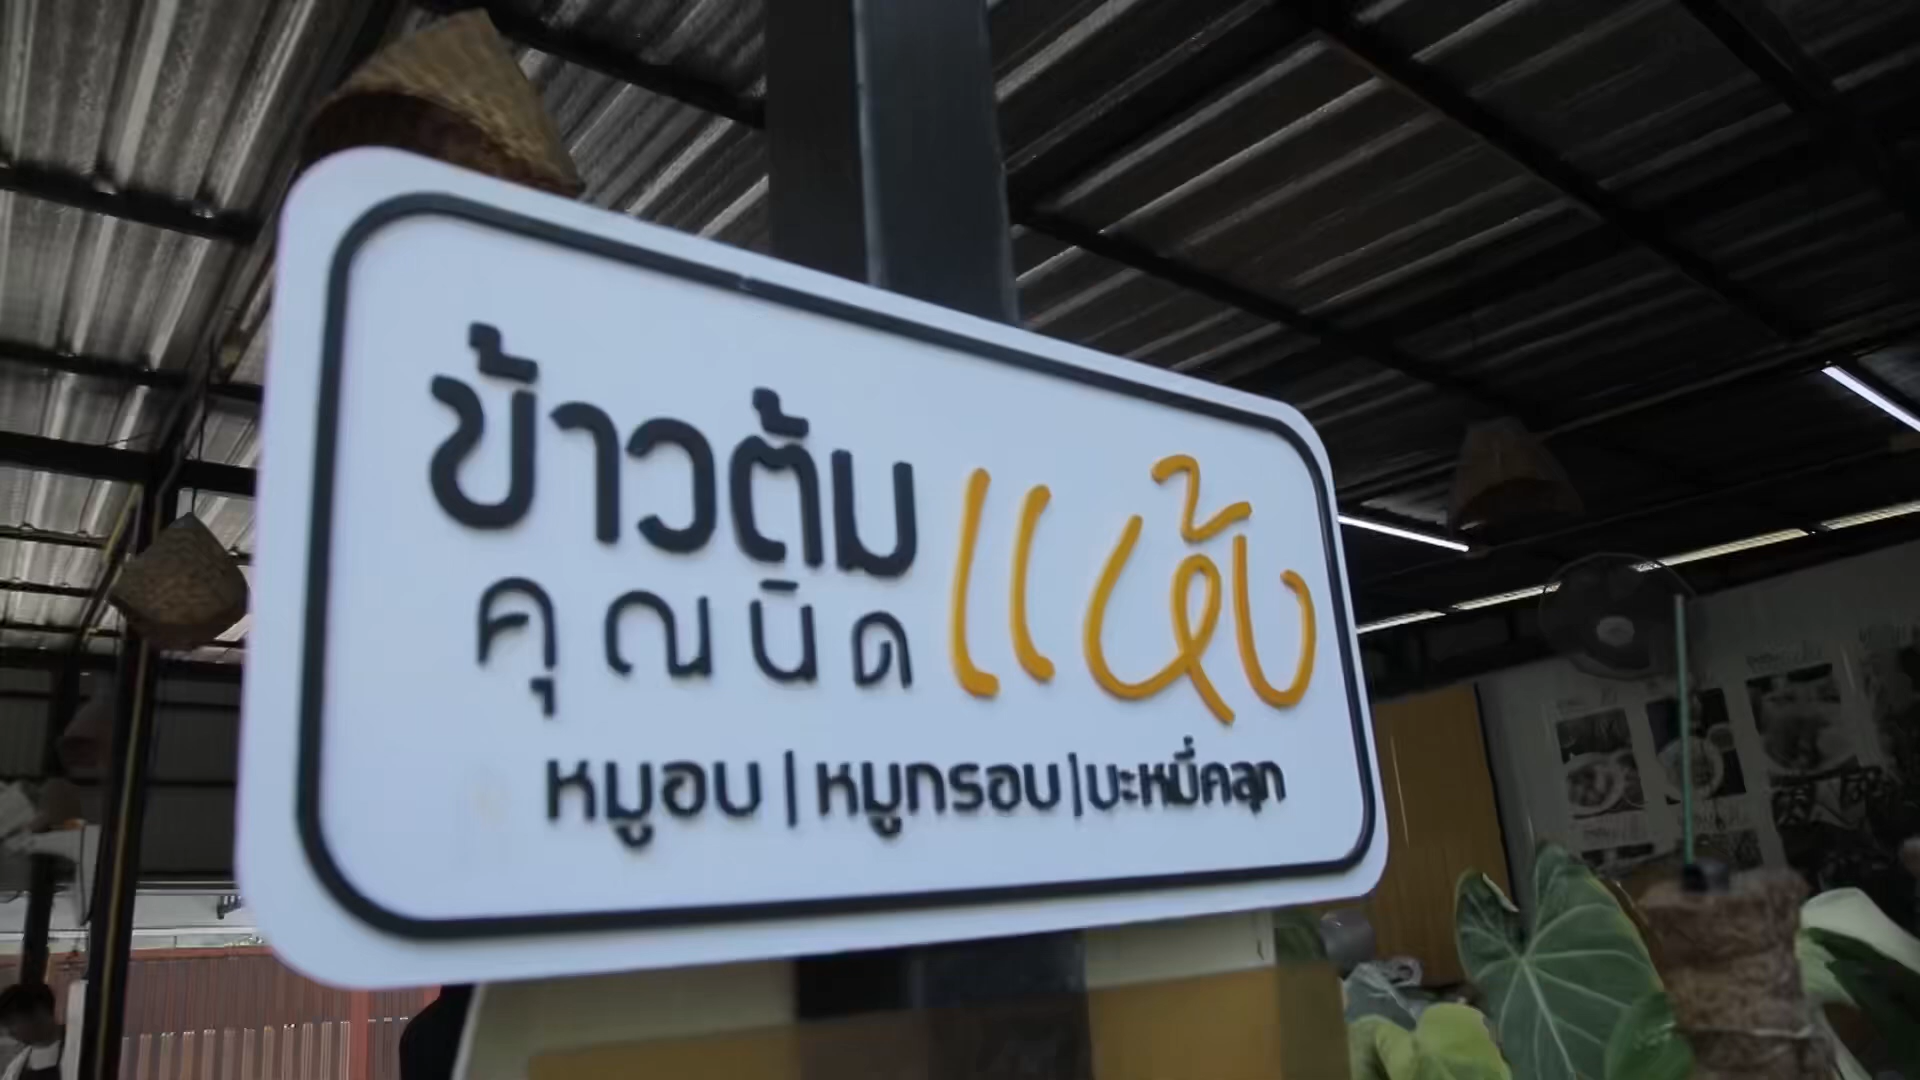 ข้าวต้ม
คุณนิด
แหง้บ
หมูอบ | หมูกรอบ | บะหมี่คลุก